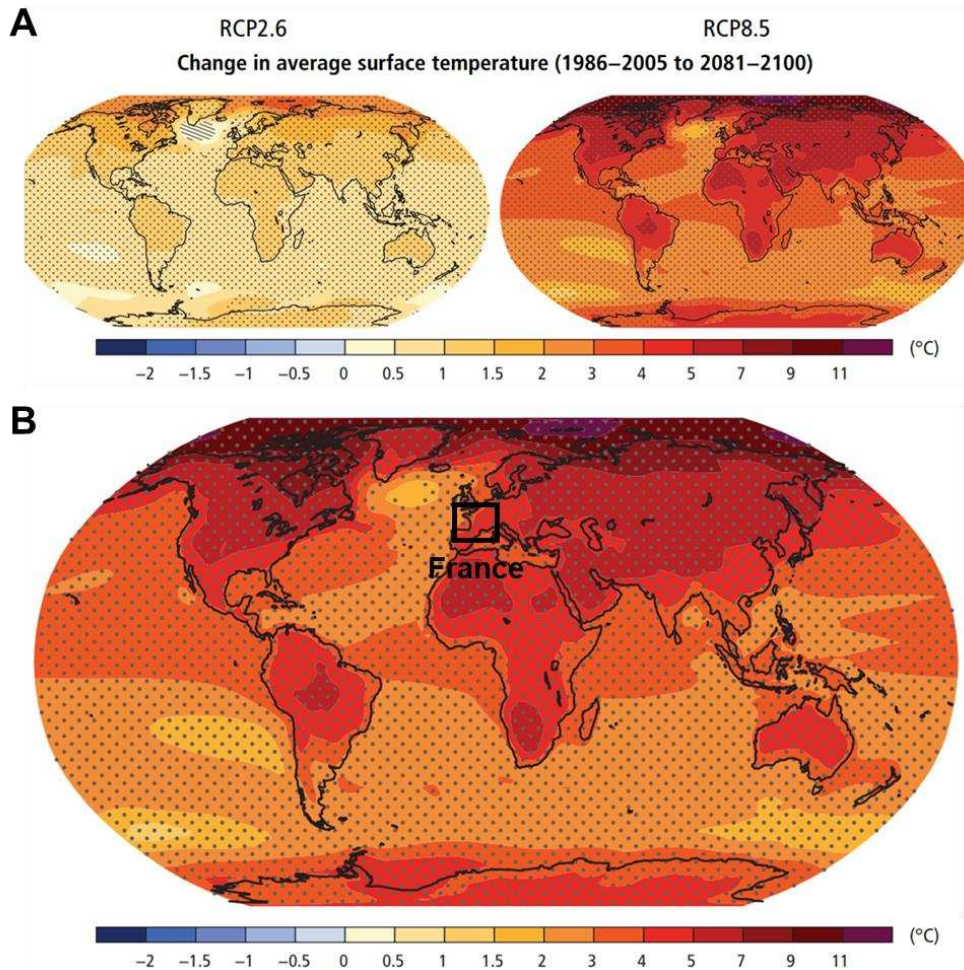 A
RCP2.6 RCP8.5
Change in average surface temperature (1986–2005 to 2081–2100)
(°C)
−2 −1.5 −1 −0.5 0 0.5 1 1.5 2 3 4 5 7 9 11
B
France
(°C)
−2 −1.5 −1 −0.5 0 0.5 1 1.5 2 3 4 5 7 9 11